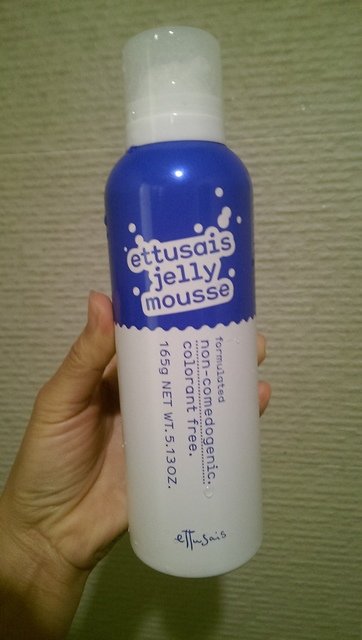 ettusais
jelly
mousse
formulated
non-comedogenic.
colorant free.
165g NET WT.5.13OZ.
ettusais